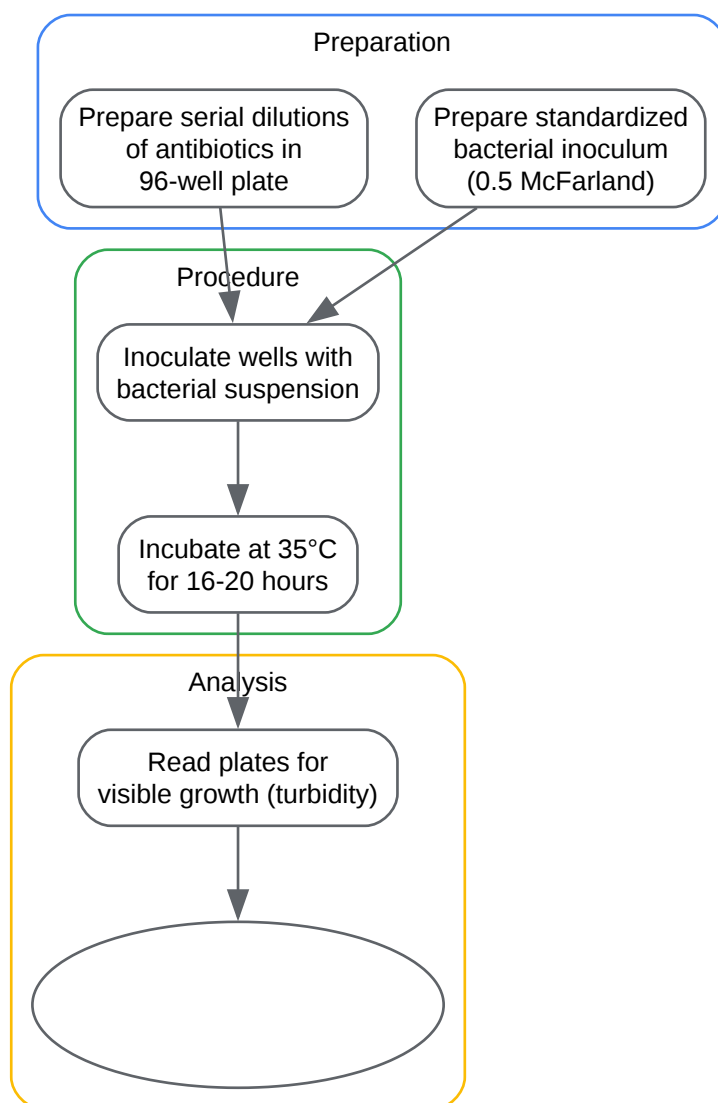 Preparation
Prepare serial dilutions
of antibiotics in
96-well plate
Prepare standardized
bacterial inoculum
(0.5 McFarland)
Procedure
Inoculate wells with
bacterial suspension
Incubate at 35°C
for 16-20 hours
Analysis
Read plates for
visible growth (turbidity)